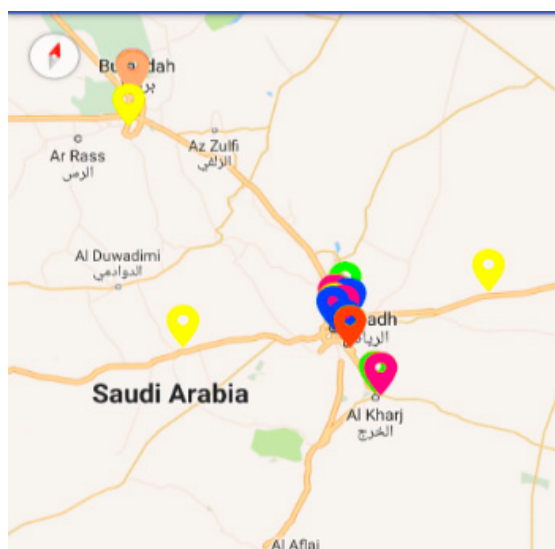 Az Zulfi
الزلفي
Ar Rass
الرس
Al Duwadimi
الدوادمي
Saudi Arabia
Al Kharj
الخرج
Al Aflaj